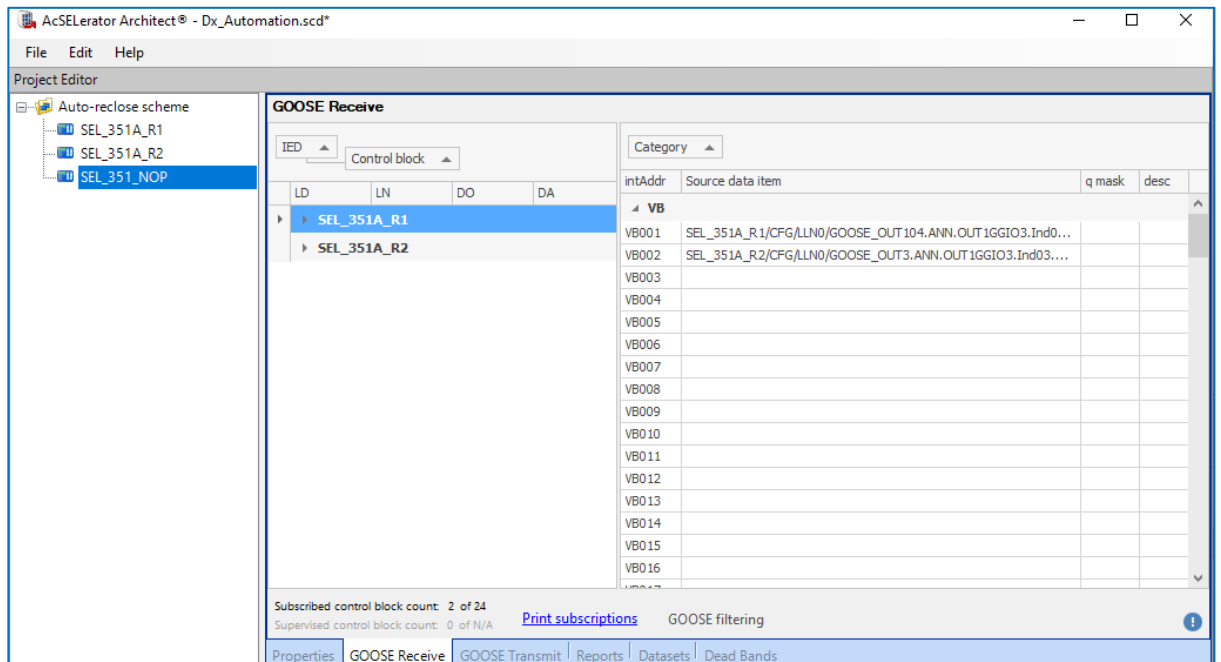 AcSELerator Architect® - Dx_Automation.scd*
File Edit Help
Project Editor
Auto-reclose scheme
SEL_351A_R1
SEL_351A_R2
SEL_351_NOP
GOOSE Receive
IED
Control block
LD LN DO DA
SEL_351A_R1
SEL_351A_R2
Category
intAddr Source data item q mask desc
VB
VB001 SEL_351A_R1/CFG/LLN0/GOOSE_OUT104.ANN.OUT1GGIO3.Ind0...
VB002 SEL_351A_R2/CFG/LLN0/GOOSE_OUT3.ANN.OUT1GGIO3.Ind03....
VB003
VB004
VB005
VB006
VB007
VB008
VB009
VB010
VB011
VB012
VB013
VB014
VB015
VB016
Subscribed control block count: 2 of 24
Supervised control block count: 0 of N/A
Print subscriptions
GOOSE filtering
Properties GOOSE Receive GOOSE Transmit Reports Datasets Dead Bands